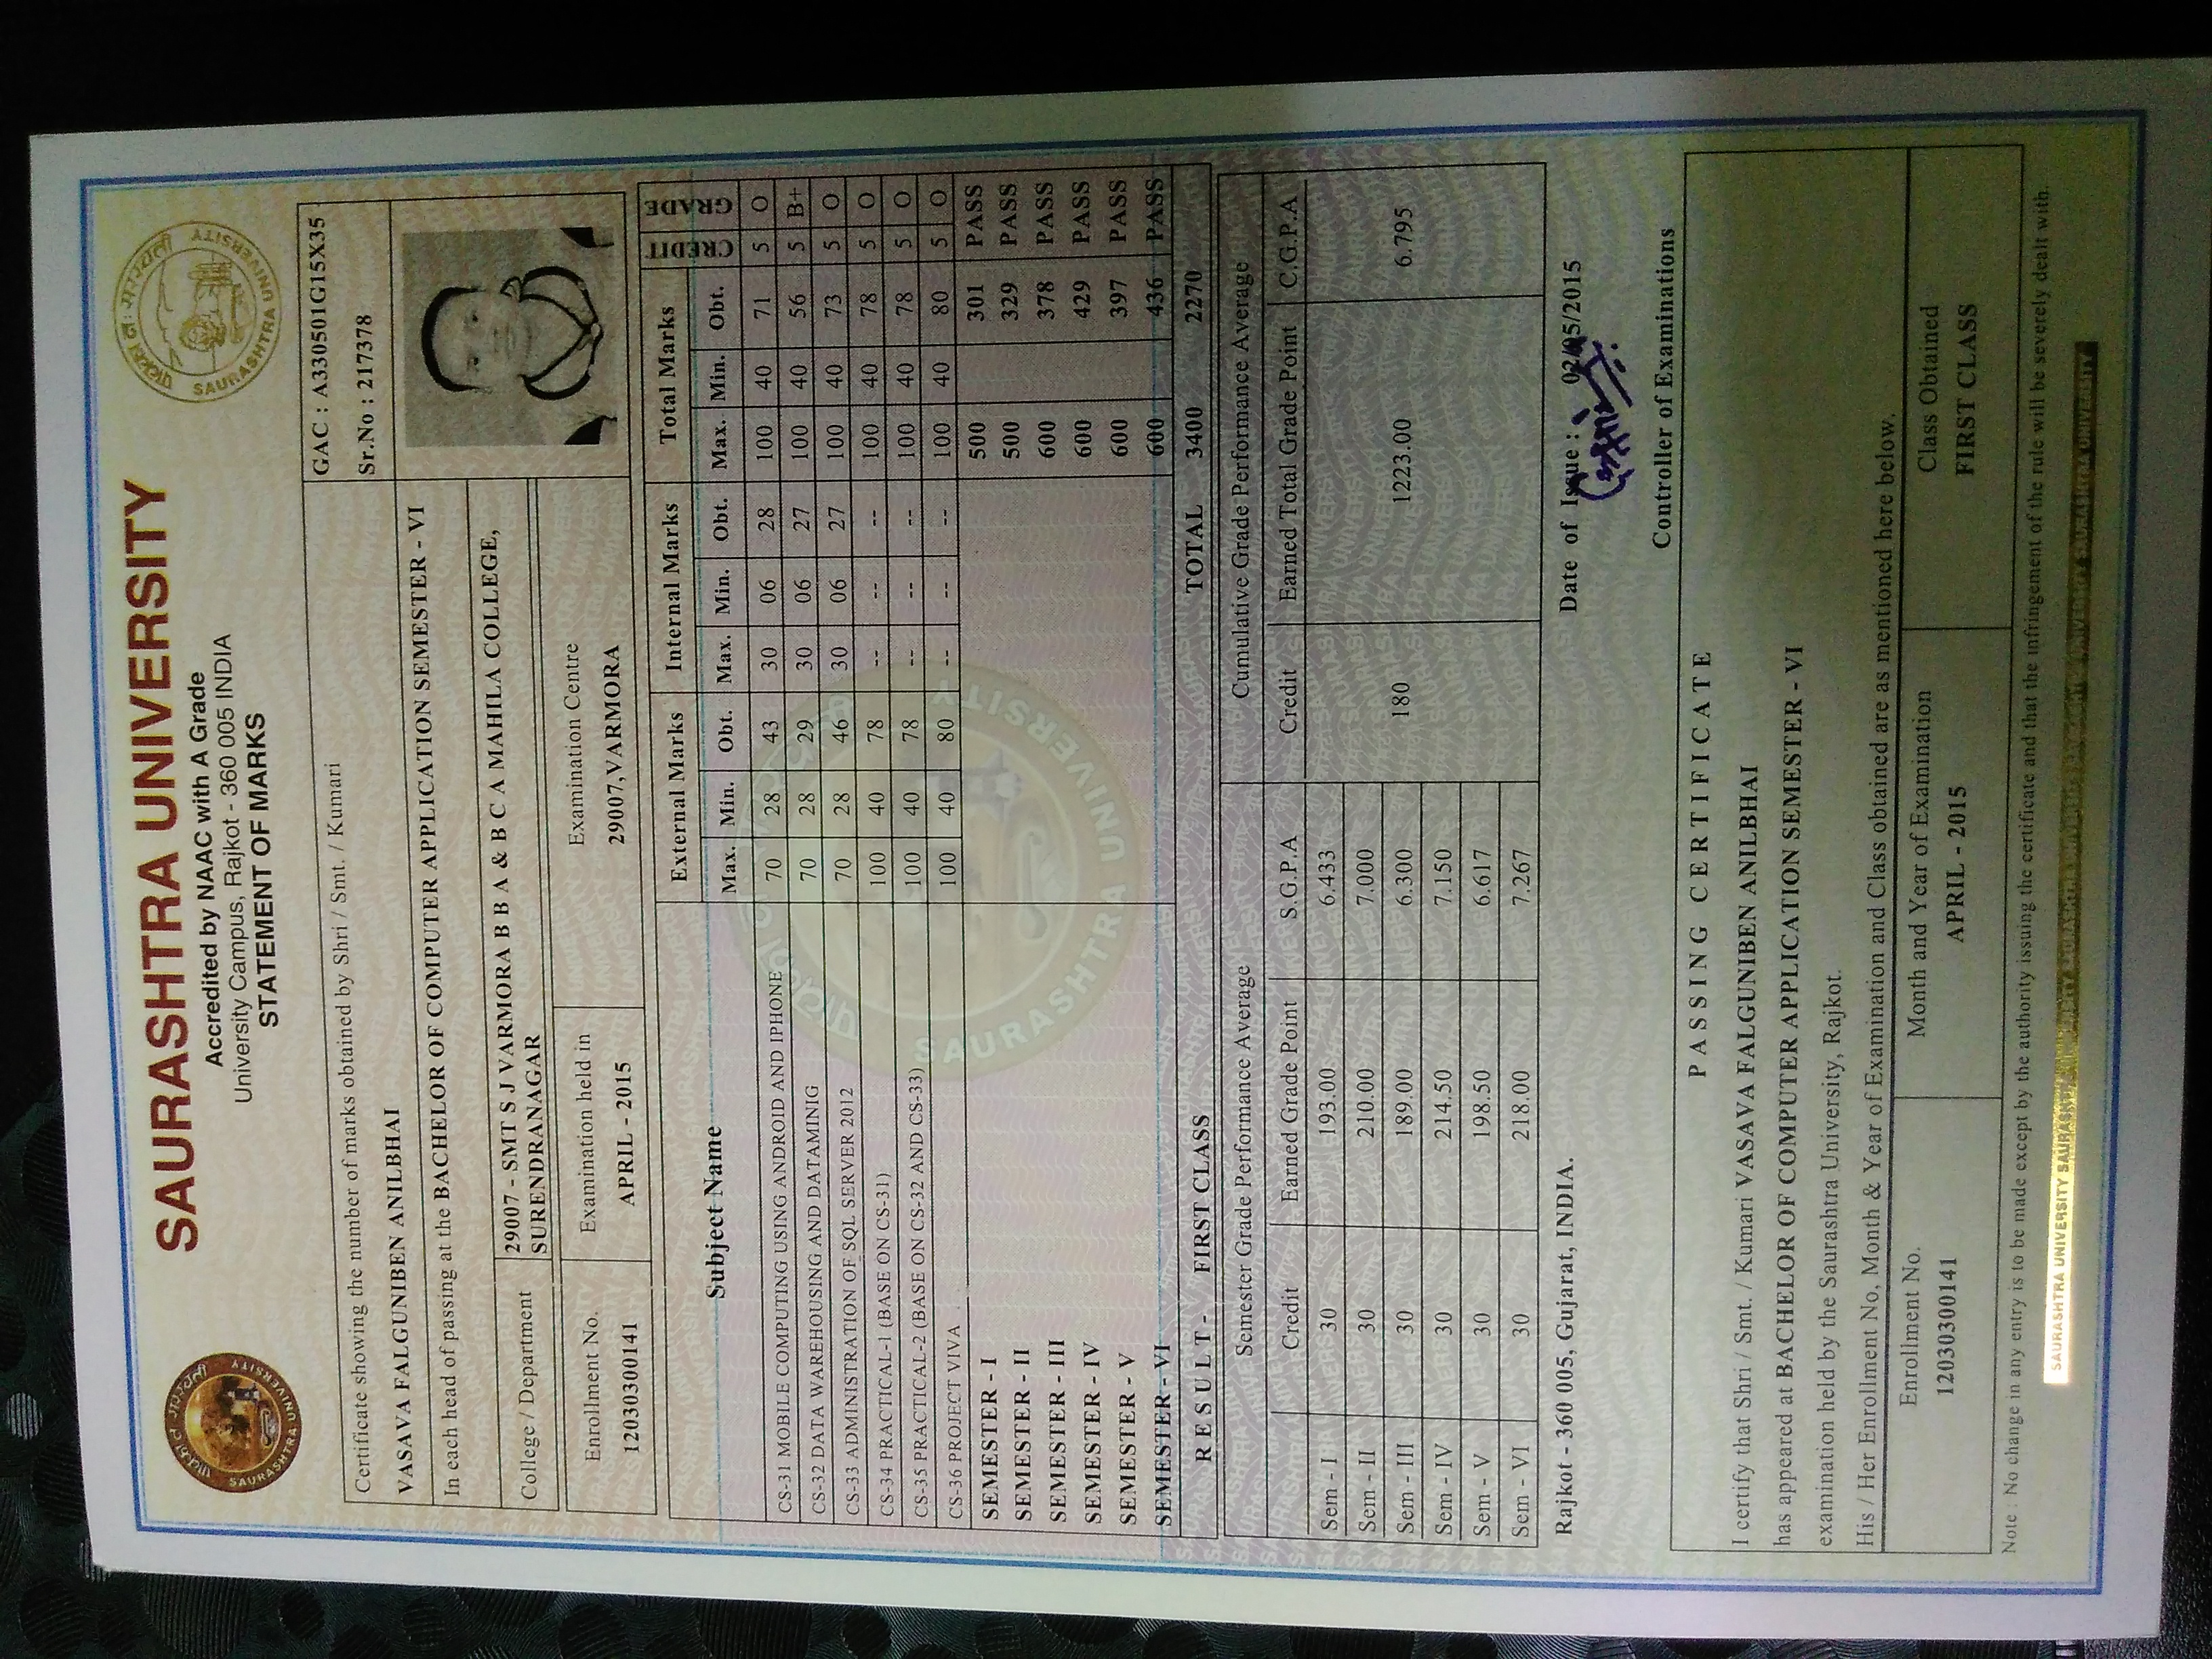 SAURASHTRA UNIVERSITY
Accredited by NAAC with A Grade
University Campus, Rajkot - 360 005 INDIA
STATEMENT OF MARKS
SAURASHTRA UNIVERSITY
SAURASHTRA UNIVERSITY
GAC : A330501G15X35
Sr.No : 217378
Certificate showing the number of marks obtained by Shri / Smt. / Kumari
VASAVA FALGUNIBEN ANILBHAI
In each head of passing at the BACHELOR OF COMPUTER APPLICATION SEMESTER - VI
College / Department
29007 - SMT S J VARMORA B B A & B C A MAHILA COLLEGE,
SURENDRANAGAR
Enrollment No. Examination held in Examination Centre
12030300141 APRIL - 2015 29007,VARMORA
Subject Name External Marks Internal Marks Total Marks CREDIT GRADE
Max. Min. Obt. Max. Min. Obt. Max. Min. Obt.
CS-31 MOBILE COMPUTING USING ANDROID AND IPHONE 70 28 43 30 06 28 100 40 71 5 O
CS-32 DATA WAREHOUSING AND DATAMINIG 70 28 29 30 06 27 100 40 56 5 B+
CS-33 ADMINISTRATION OF SQL SERVER 2012 70 28 46 30 06 27 100 40 73 5 O
CS-34 PRACTICAL-1 (BASE ON CS-31) 100 40 78 -- -- -- 100 40 78 5 O
CS-35 PRACTICAL-2 (BASE ON CS-32 AND CS-33) 100 40 78 -- -- -- 100 40 78 5 O
CS-36 PROJECT VIVA 100 40 80 -- -- -- 100 40 80 5 O
SEMESTER - I 500 301 PASS
SEMESTER - II 500 329 PASS
SEMESTER - III 600 378 PASS
SEMESTER - IV 600 429 PASS
SEMESTER - V 600 397 PASS
SEMESTER - VI 600 436 PASS
SAURASHTRA UNIVERSITY
RESULT- FIRST CLASS TOTAL 3400 2270
Semester Grade Performance Average Cumulative Grade Performance Average
Credit Earned Grade Point S.G.P.A Credit Earned Total Grade Point C.G.P.A
Sem - I 30 193.00 6.433
Sem - II 30 210.00 7.000
Sem - III 30 189.00 6.300 180 1223.00 6.795
Sem - IV 30 214.50 7.150
Sem - V 30 198.50 6.617
Sem - VI 30 218.00 7.267
Rajkot - 360 005, Gujarat, INDIA. Date of Issue : 02/05/2015
Controller of Examinations
PASSING CERTIFICATE
I certify that Shri / Smt. / Kumari VASAVA FALGUNIBEN ANILBHAI
has appeared at BACHELOR OF COMPUTER APPLICATION SEMESTER - VI
examination held by the Saurashtra University, Rajkot.
His / Her Enrollment No, Month & Year of Examination and Class obtained are as mentioned here below.
Enrollment No. Month and Year of Examination Class Obtained
12030300141 APRIL - 2015 FIRST CLASS
Note : No change in any entry is to be made except by the authority issuing the certificate and that the infringement of the rule will be severely dealt with.
SAURASHTRA UNIVERSITY SAURASHTRA UNIVERSITY SAURASHTRA UNIVERSITY SAURASHTRA UNIVERSITY SAURASHTRA UNIVERSITY